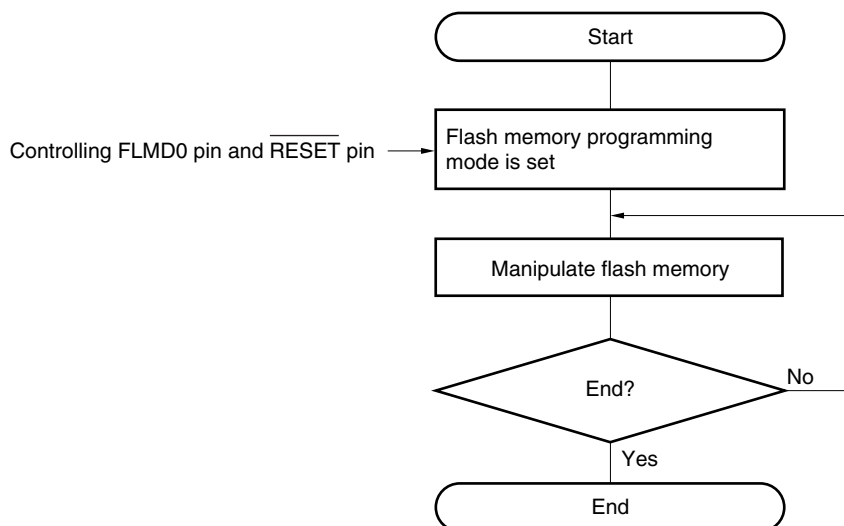 Start
Controlling FLMD0 pin and R̅E̅S̅E̅T̅ pin
Flash memory programming
mode is set
Manipulate flash memory
End?
No
Yes
End